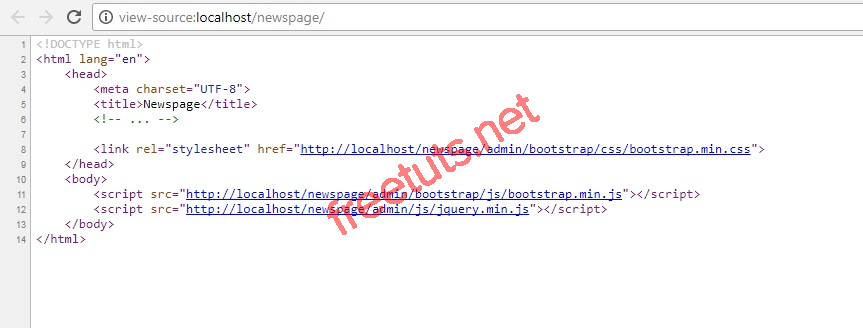 view-source:localhost/newspage/
1 <!DOCTYPE html>
2 <html lang="en">
3 <head>
4 <meta charset="UTF-8">
5 <title>Newspage</title>
6 <!-- ... -->
7
8 <link rel="stylesheet" href="http://localhost/newspage/admin/bootstrap/css/bootstrap.min.css">
9 </head>
10 <body>
11 <script src="http://localhost/newspage/admin/bootstrap/js/bootstrap.min.js"></script>
12 <script src="http://localhost/newspage/admin/js/jquery.min.js"></script>
13 </body>
14 </html>
freetuts.net